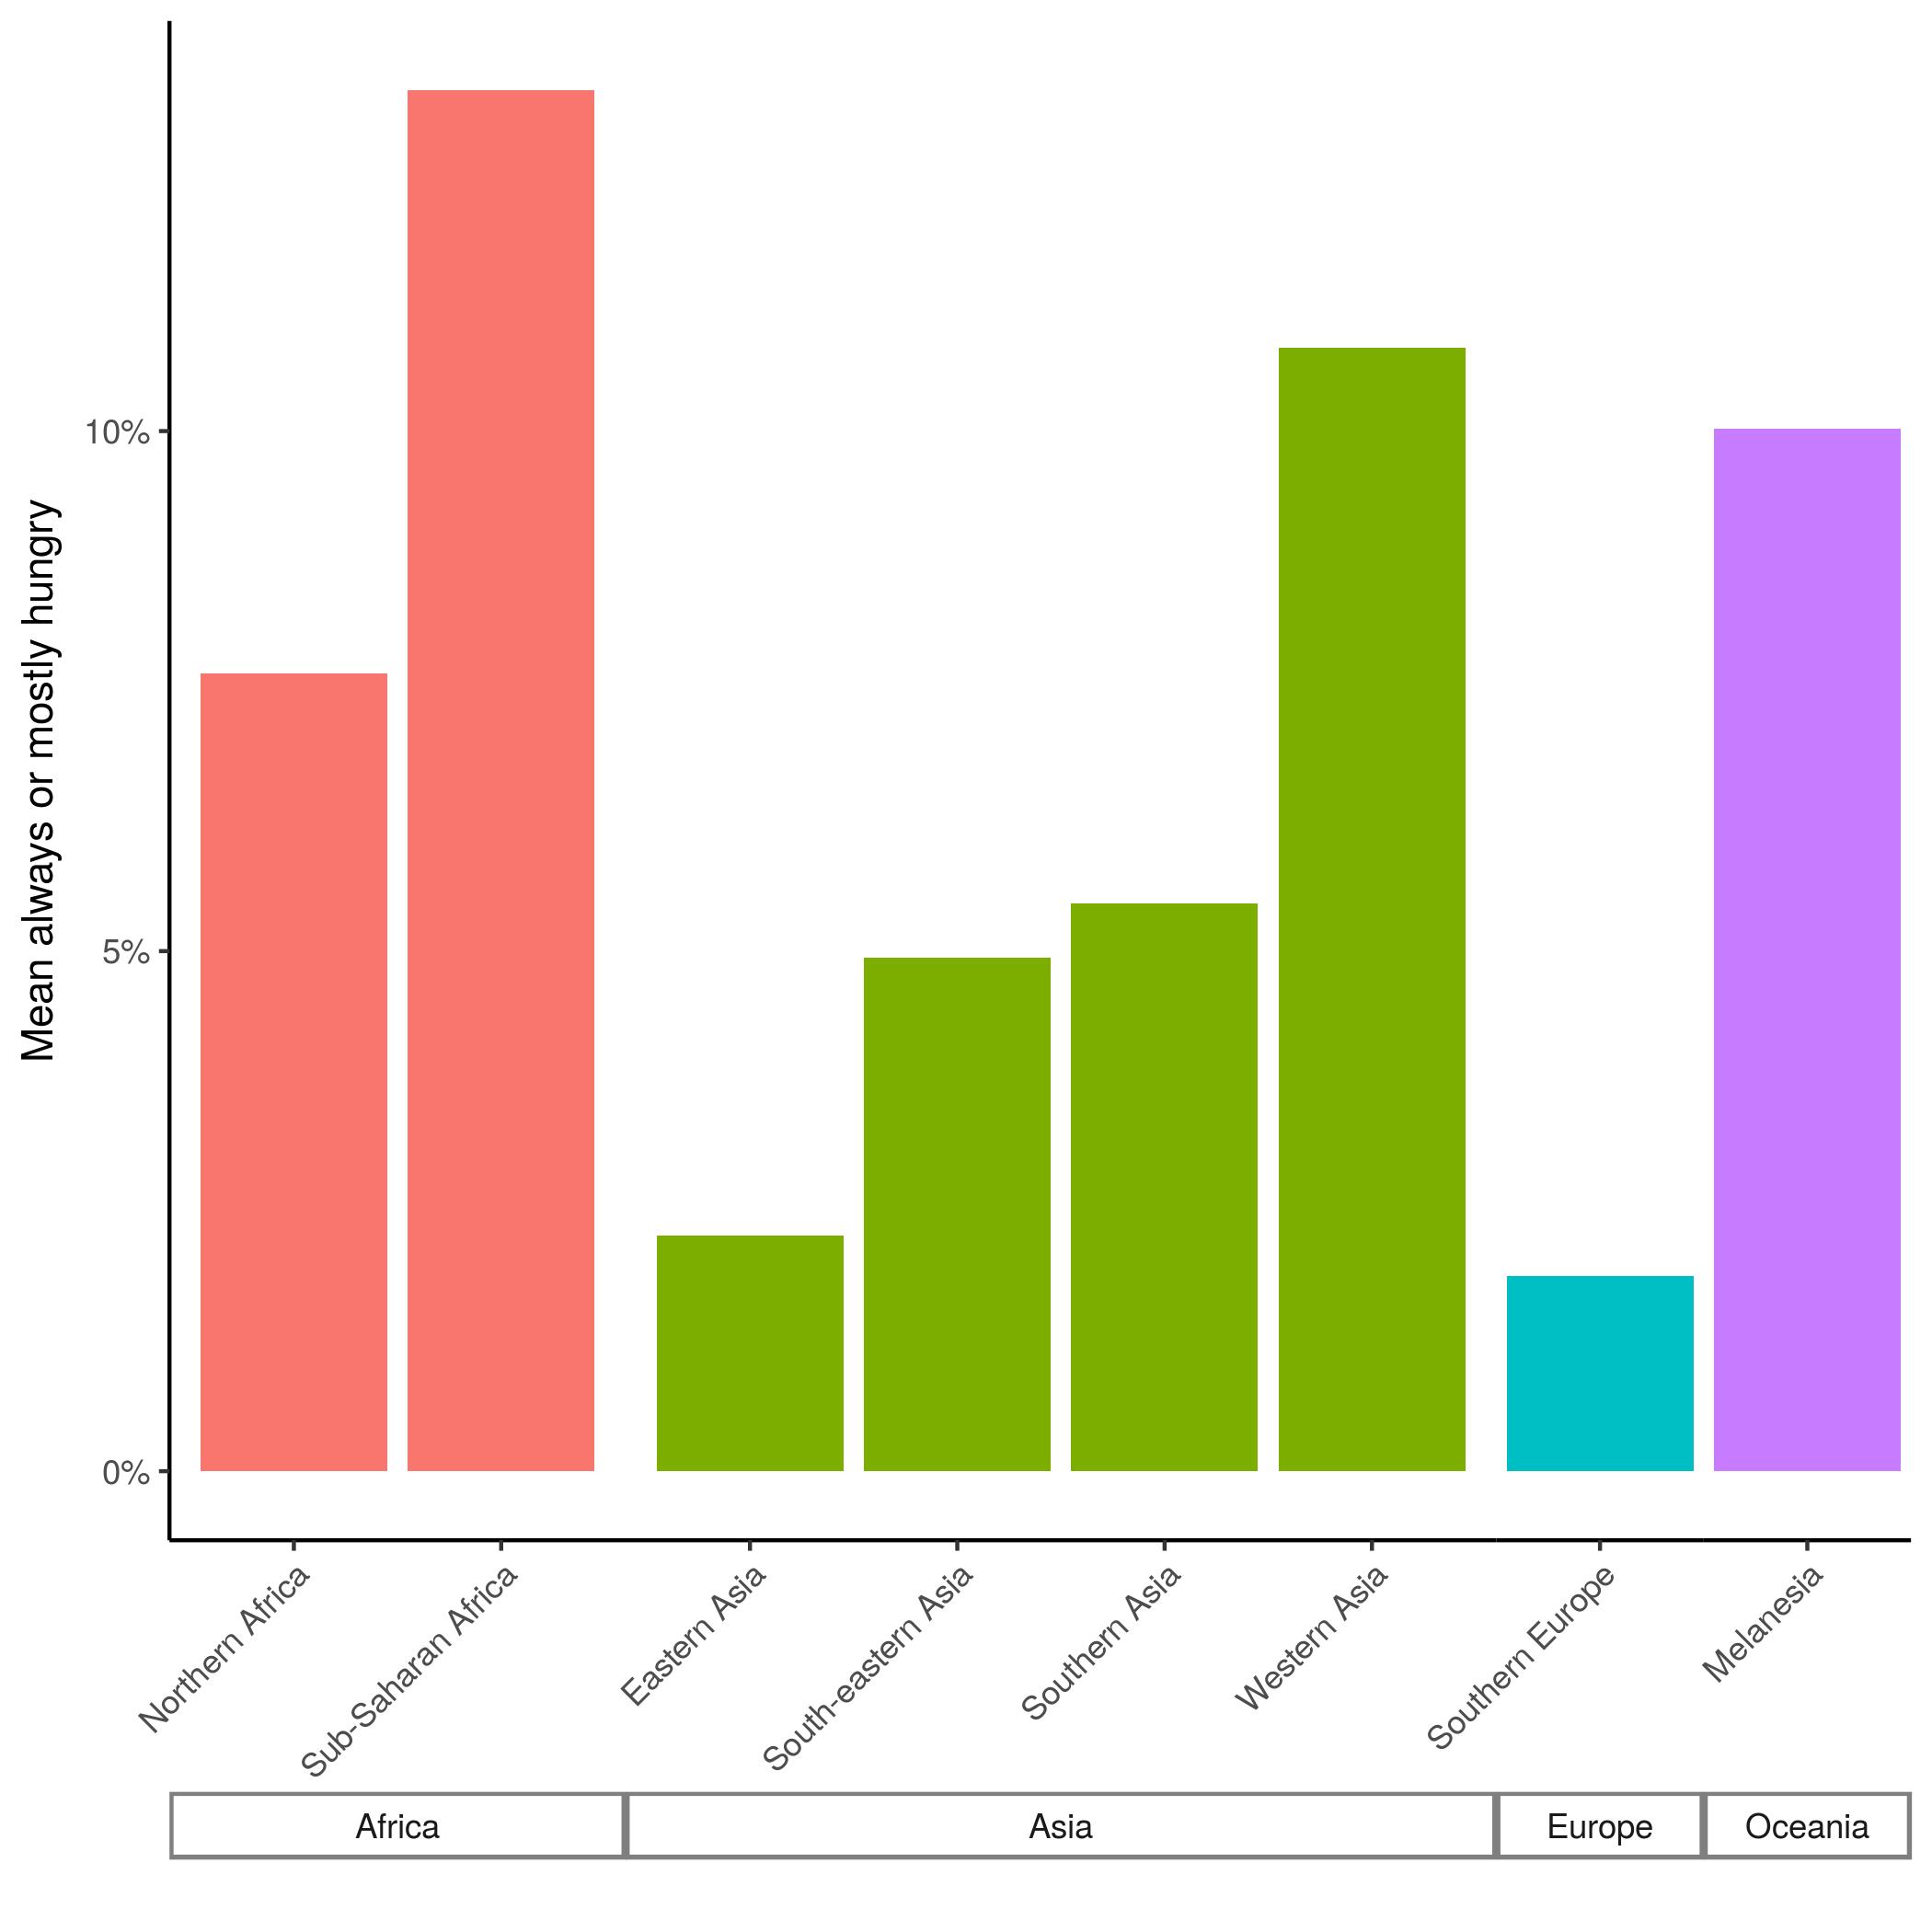 Mean always or mostly hungry
10%
5%
0%
Northern Africa
Sub-Saharan Africa
Eastern Asia
South-eastern Asia
Southern Asia
Western Asia
Southern Europe
Melanesia
Africa
Asia
Europe
Oceania